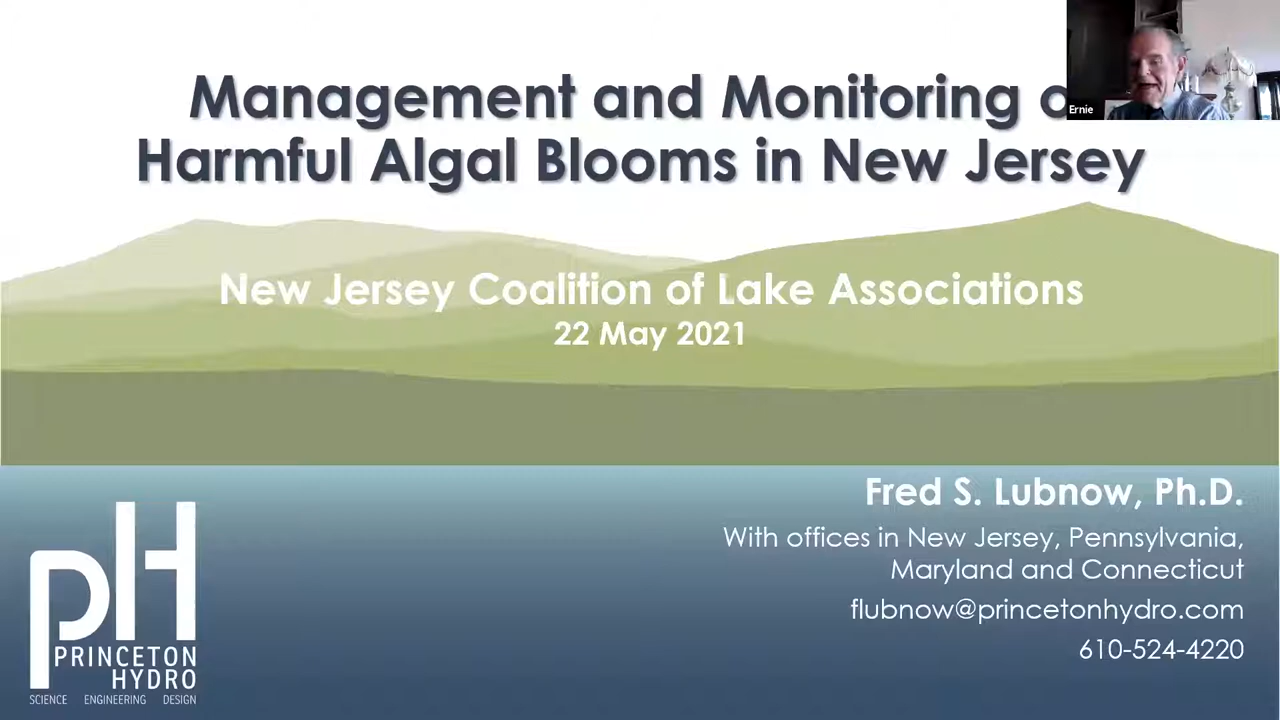 Management and Monitoring o
Harmful Algal Blooms in New Jersey
Ernie
New Jersey Coalition of Lake Associations
22 May 2021
Fred S. Lubnow, Ph.D.
With offices in New Jersey, Pennsylvania,
Maryland and Connecticut
flubnow@princetonhydro.com
610-524-4220
pH
PRINCETON
HYDRO
SCIENCE ENGINEERING DESIGN